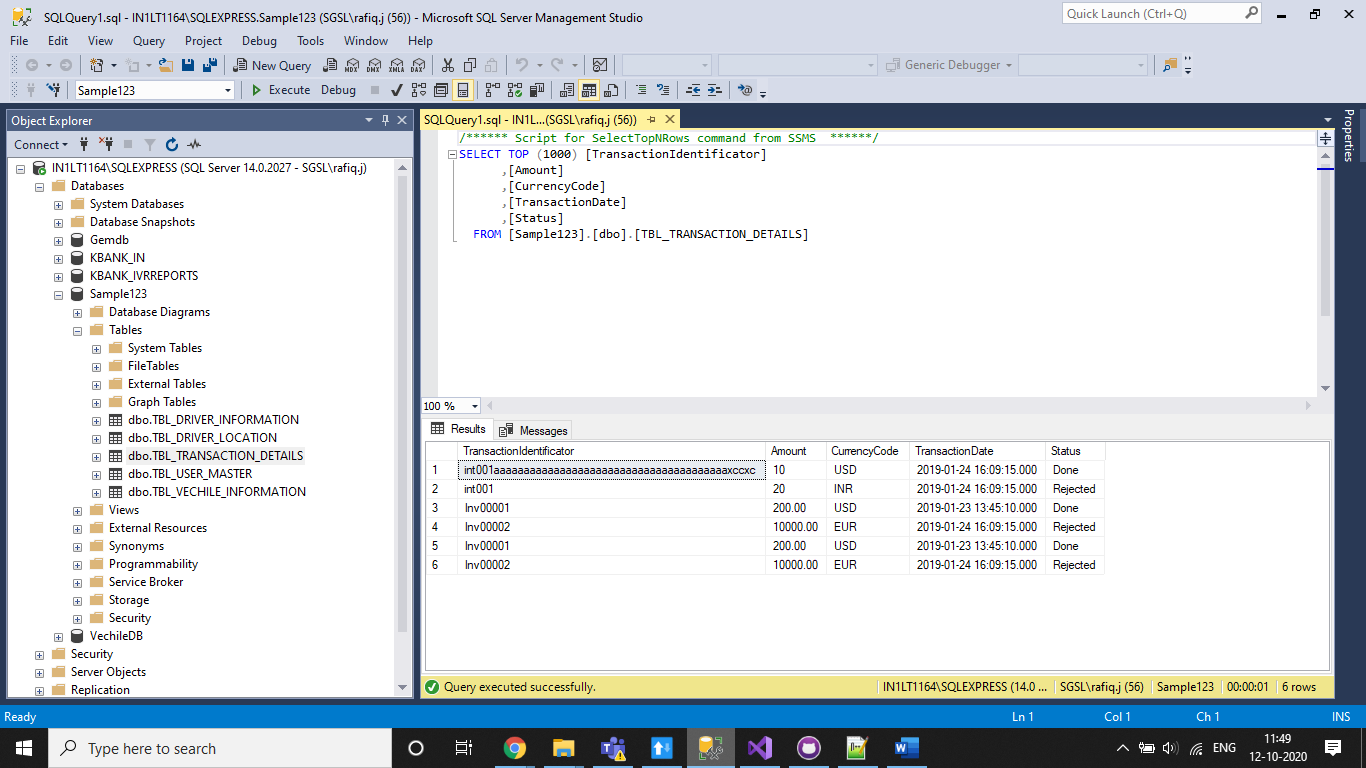 SQLQuery1.sql - IN1LT1164\SQLEXPRESS.Sample123 (SGSL\rafiq.j (56)) - Microsoft SQL Server Management Studio
Quick Launch (Ctrl+Q)
File Edit View Query Project Debug Tools Window Help
New Query MDX DMX XMLA DAX Generic Debugger
Sample123 Execute Debug
Object Explorer
Connect
IN1LT1164\SQLEXPRESS (SQL Server 14.0.2027 - SGSL\rafiq.j)
Databases
System Databases
Database Snapshots
Gemdb
KBANK_IN
KBANK_IVRREPORTS
Sample123
Database Diagrams
Tables
System Tables
FileTables
External Tables
Graph Tables
dbo.TBL_DRIVER_INFORMATION
dbo.TBL_DRIVER_LOCATION
dbo.TBL_TRANSACTION_DETAILS
dbo.TBL_USER_MASTER
dbo.TBL_VECHILE_INFORMATION
Views
External Resources
Synonyms
Programmability
Service Broker
Storage
Security
VechileDB
Security
Server Objects
Replication
SQLQuery1.sql - IN1L...(SGSL\rafiq.j (56))
/****** Script for SelectTopNRows command from SSMS ******/
SELECT TOP (1000) [TransactionIdentificator]
,[Amount]
,[CurrencyCode]
,[TransactionDate]
,[Status]
FROM [Sample123].[dbo].[TBL_TRANSACTION_DETAILS]
Properties
100 %
Results Messages
TransactionIdentificator Amount CurrencyCode TransactionDate Status
1 int001aaaaaaaaaaaaaaaaaaaaaaaaaaaaaaaaaaaaaaaxccxc 10 USD 2019-01-24 16:09:15.000 Done
2 int001 20 INR 2019-01-24 16:09:15.000 Rejected
3 Inv00001 200.00 USD 2019-01-23 13:45:10.000 Done
4 Inv00002 10000.00 EUR 2019-01-24 16:09:15.000 Rejected
5 Inv00001 200.00 USD 2019-01-23 13:45:10.000 Done
6 Inv00002 10000.00 EUR 2019-01-24 16:09:15.000 Rejected
Query executed successfully. IN1LT1164\SQLEXPRESS (14.0 ... SGSL\rafiq.j (56) Sample123 00:00:01 6 rows
Ready Ln 1 Col 1 Ch 1 INS
Type here to search
ENG
11:49
12-10-2020